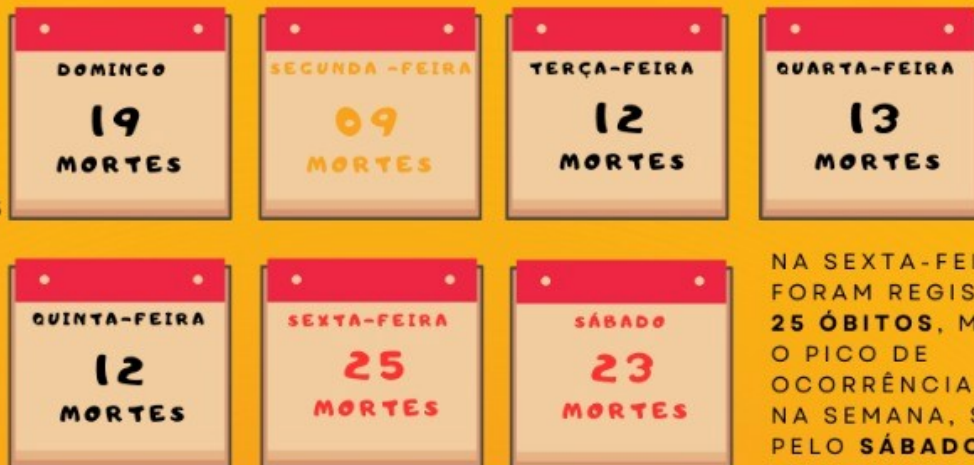 DOMINGO
19
MORTES
SEGUNDA -FEIRA
09
MORTES
TERÇA-FEIRA
12
MORTES
QUARTA-FEIRA
13
MORTES
QUINTA-FEIRA
12
MORTES
SEXTA-FEIRA
25
MORTES
SÁBADO
23
MORTES
NA SEXTA-FEI
FORAM REGIS
25 ÓBITOS, M
O PICO DE
OCORRÊNCIA
NA SEMANA, S
PELO SÁBADO